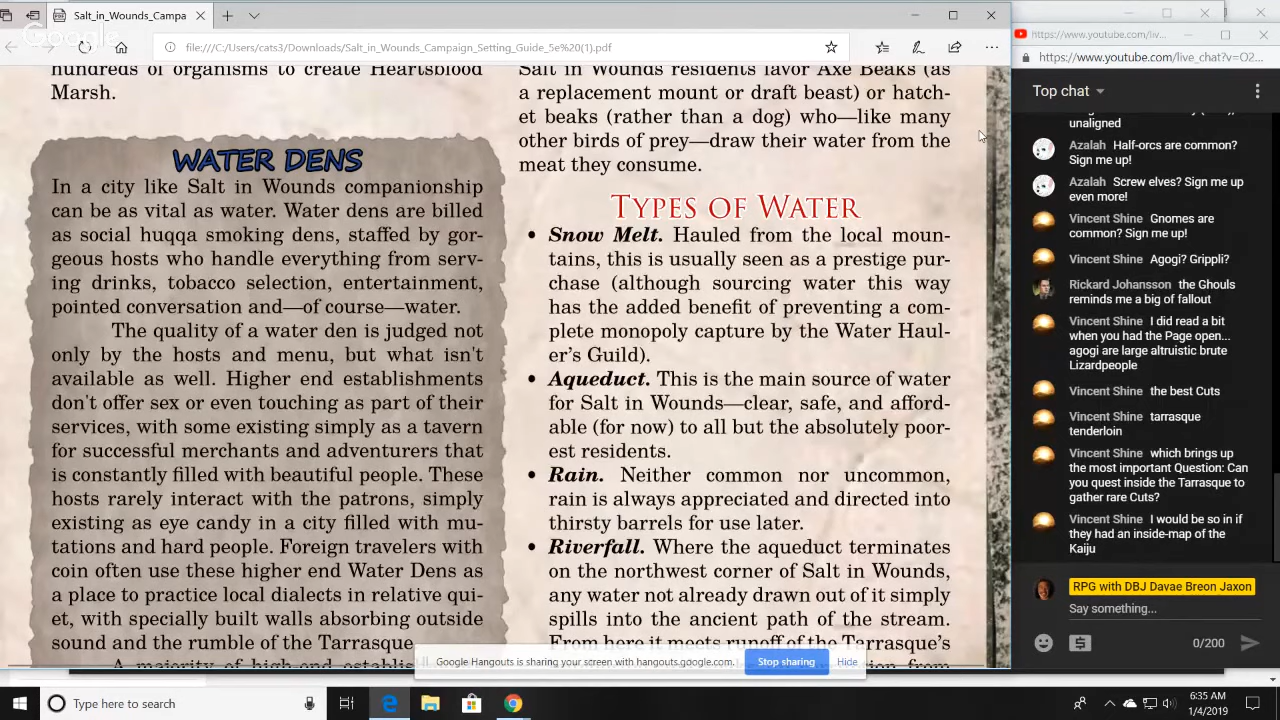 Salt_in_Wounds_Campa
Google
file:///C:/Users/cats3/Downloads/Salt_in_Wounds_Campaign_Setting_Guide_5e%20(1).pdf
hundreds of organisms to create Heartsblood
Marsh.
WATER DENS
In a city like Salt in Wounds companionship
can be as vital as water. Water dens are billed
as social huqqa smoking dens, staffed by gor-
geous hosts who handle everything from serv-
ing drinks, tobacco selection, entertainment,
pointed conversation and—of course—water.
The quality of a water den is judged not
only by the hosts and menu, but what isn't
available as well. Higher end establishments
don't offer sex or even touching as part of their
services, with some existing simply as a tavern
for successful merchants and adventurers that
is constantly filled with beautiful people. These
hosts rarely interact with the patrons, simply
existing as eye candy in a city filled with mu-
tations and hard people. Foreign travelers with
coin often use these higher end Water Dens as
a place to practice local dialects in relative qui-
et, with specially built walls absorbing outside
sound and the rumble of the Tarrasque.
A majority of high-end
Salt in Wounds residents favor Axe Beaks (as
a replacement mount or draft beast) or hatch-
et beaks (rather than a dog) who—like many
other birds of prey—draw their water from the
meat they consume.
TYPES OF WATER
• Snow Melt. Hauled from the local moun-
tains, this is usually seen as a prestige pur-
chase (although sourcing water this way
has the added benefit of preventing a com-
plete monopoly capture by the Water Haul-
er's Guild).
• Aqueduct. This is the main source of water
for Salt in Wounds—clear, safe, and afford-
able (for now) to all but the absolutely poor-
est residents.
• Rain. Neither common nor uncommon,
rain is always appreciated and directed into
thirsty barrels for use later.
• Riverfall. Where the aqueduct terminates
on the northwest corner of Salt in Wounds,
any water not already drawn out of it simply
spills into the ancient path of the stream.
From here it meets runoff of the Tarrasque's
from
Google Hangouts is sharing your screen with hangouts.google.com.
Stop sharing
Hide
https://www.youtube.com/liv...
https://www.youtube.com/live_chat?v=O2...
Top chat
unaligned
Azalah Half-orcs are common?
Sign me up!
Azalah Screw elves? Sign me up
even more!
Vincent Shine Gnomes are
common? Sign me up!
Vincent Shine Agogi? Grippli?
Rickard Johansson the Ghouls
reminds me a big of fallout
Vincent Shine I did read a bit
when you had the Page open...
agogi are large altruistic brute
Lizardpeople
Vincent Shine the best Cuts
Vincent Shine tarrasque
tenderloin
Vincent Shine which brings up
the most important Question: Can
you quest inside the Tarrasque to
gather rare Cuts?
Vincent Shine I would be so in if
they had an inside-map of the
Kaiju
RPG with DBJ Davae Breon Jaxon
Say something...
0/200
Type here to search
6:35 AM
1/4/2019